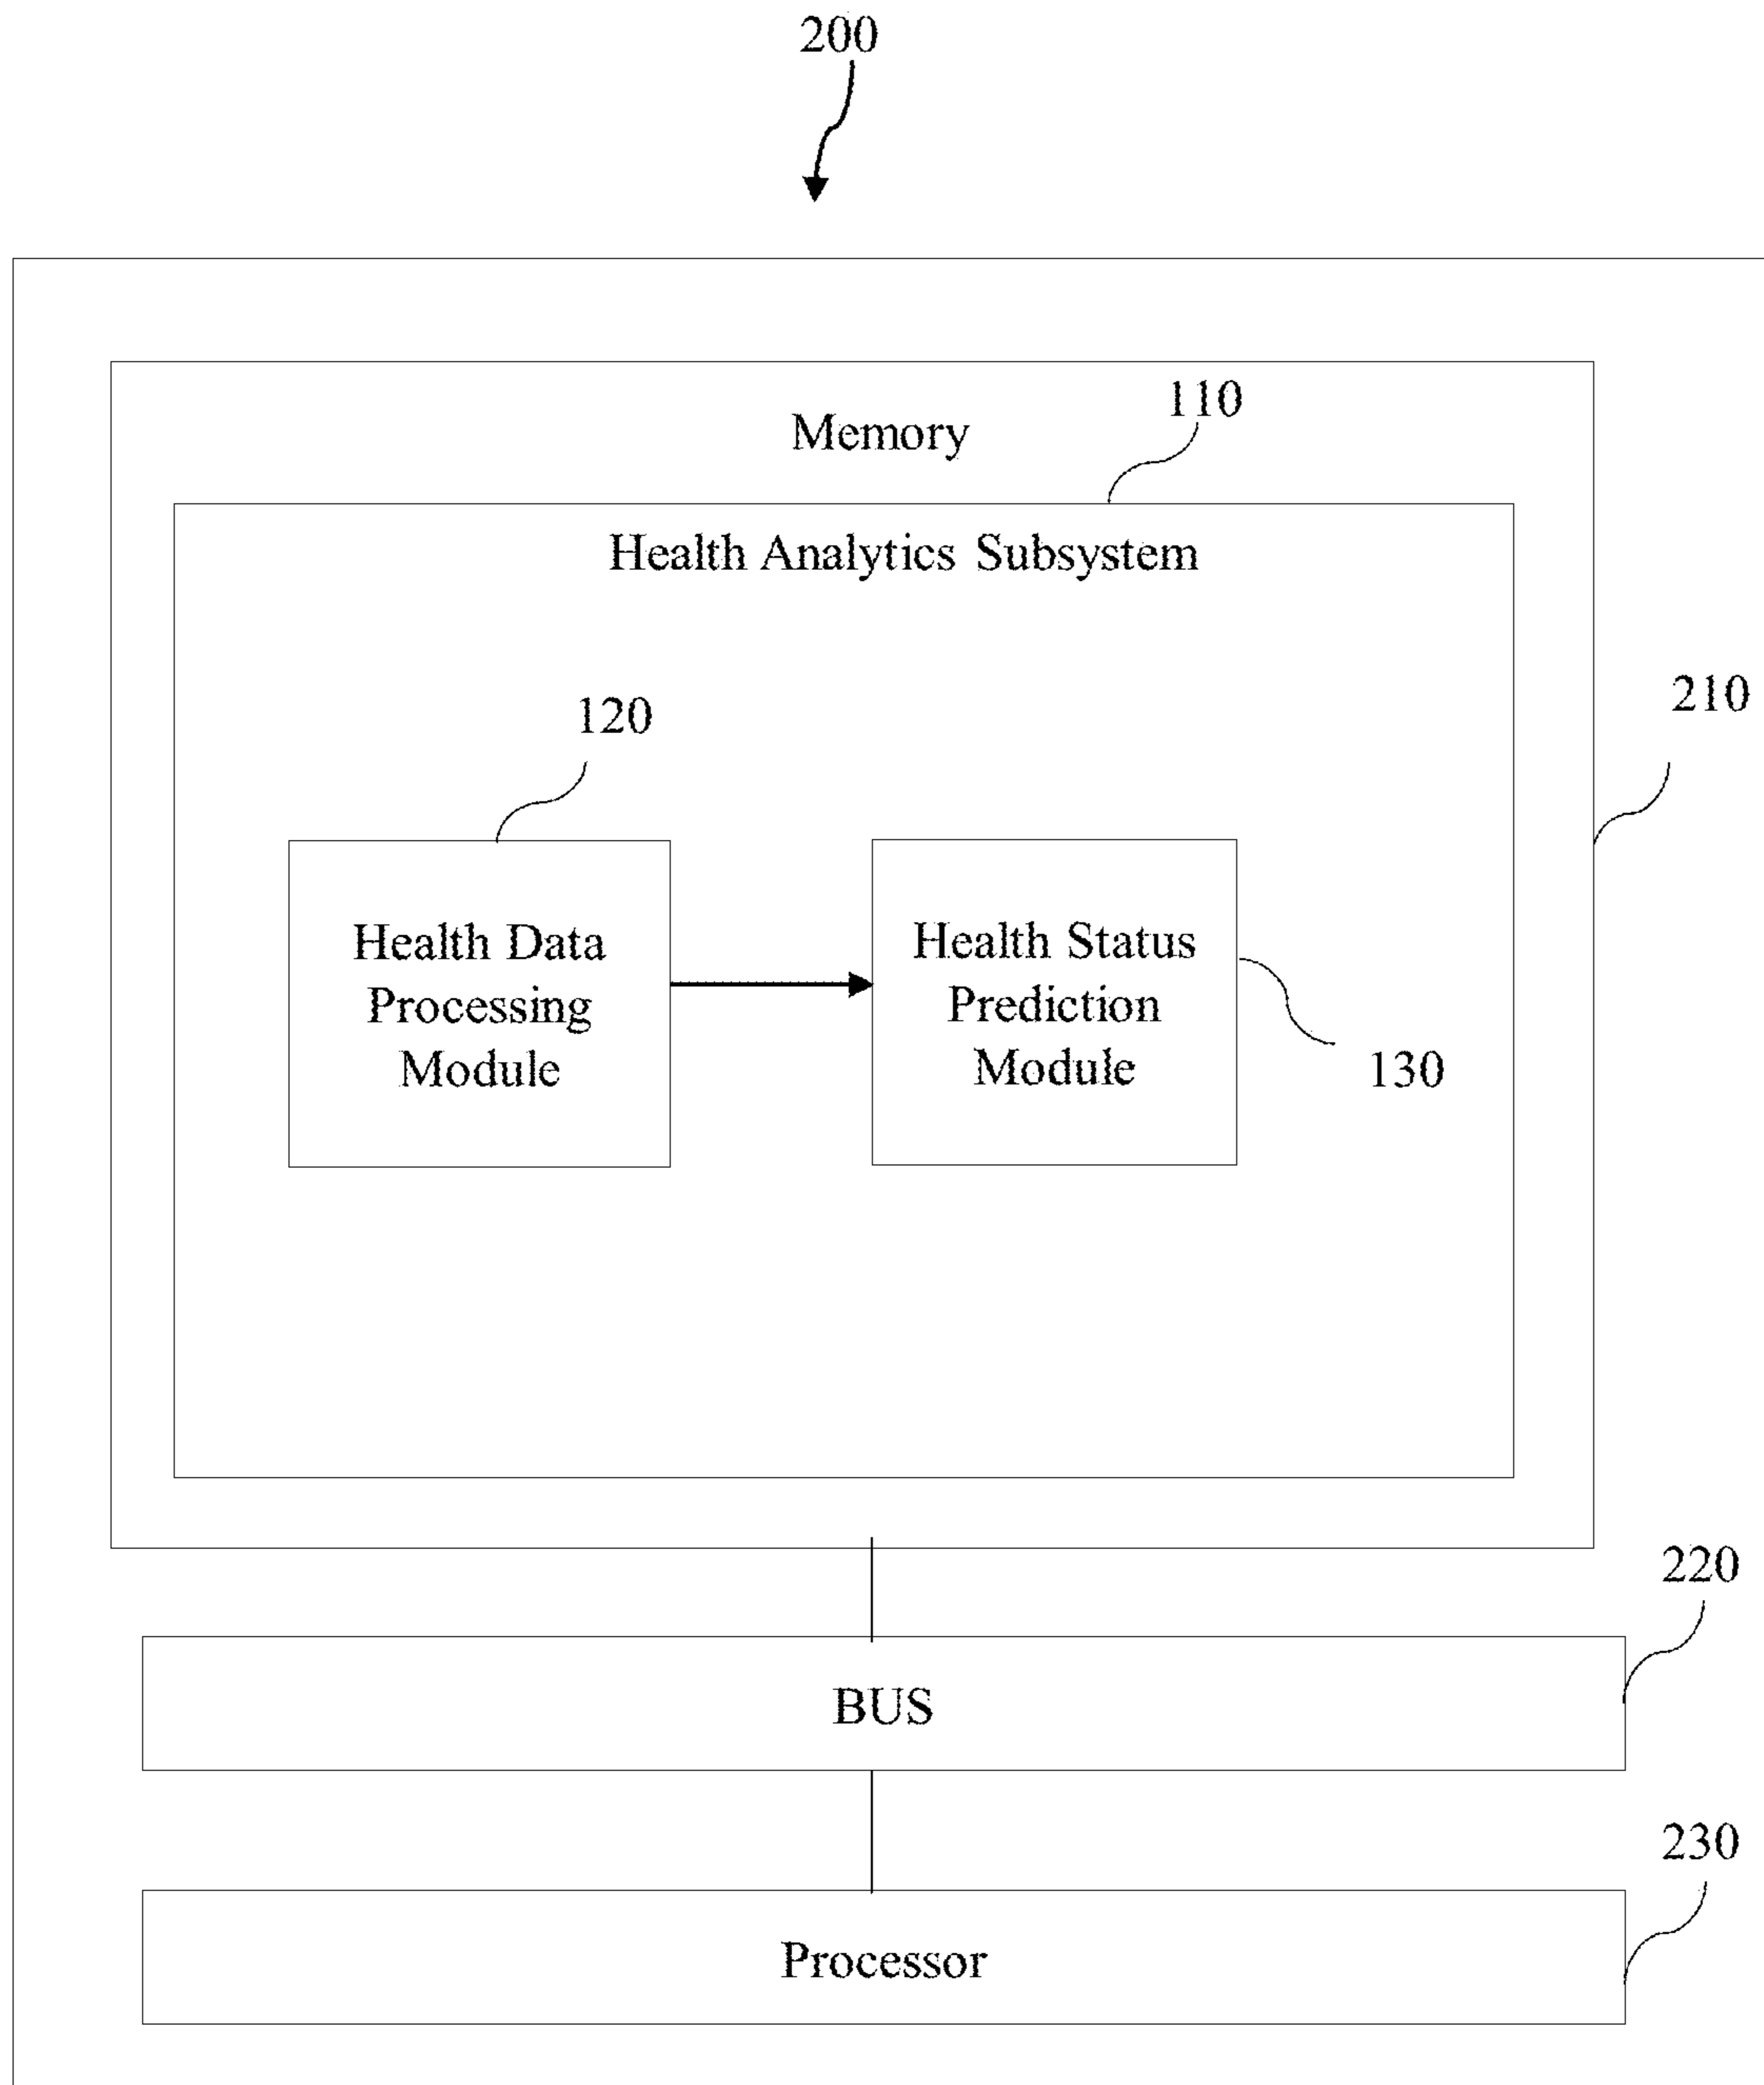 200
110
Memory
Health Analytics Subsystem
210
120
Health Data
Processing
Module
Health Status
Prediction
Module
130
220
BUS
230
Processor